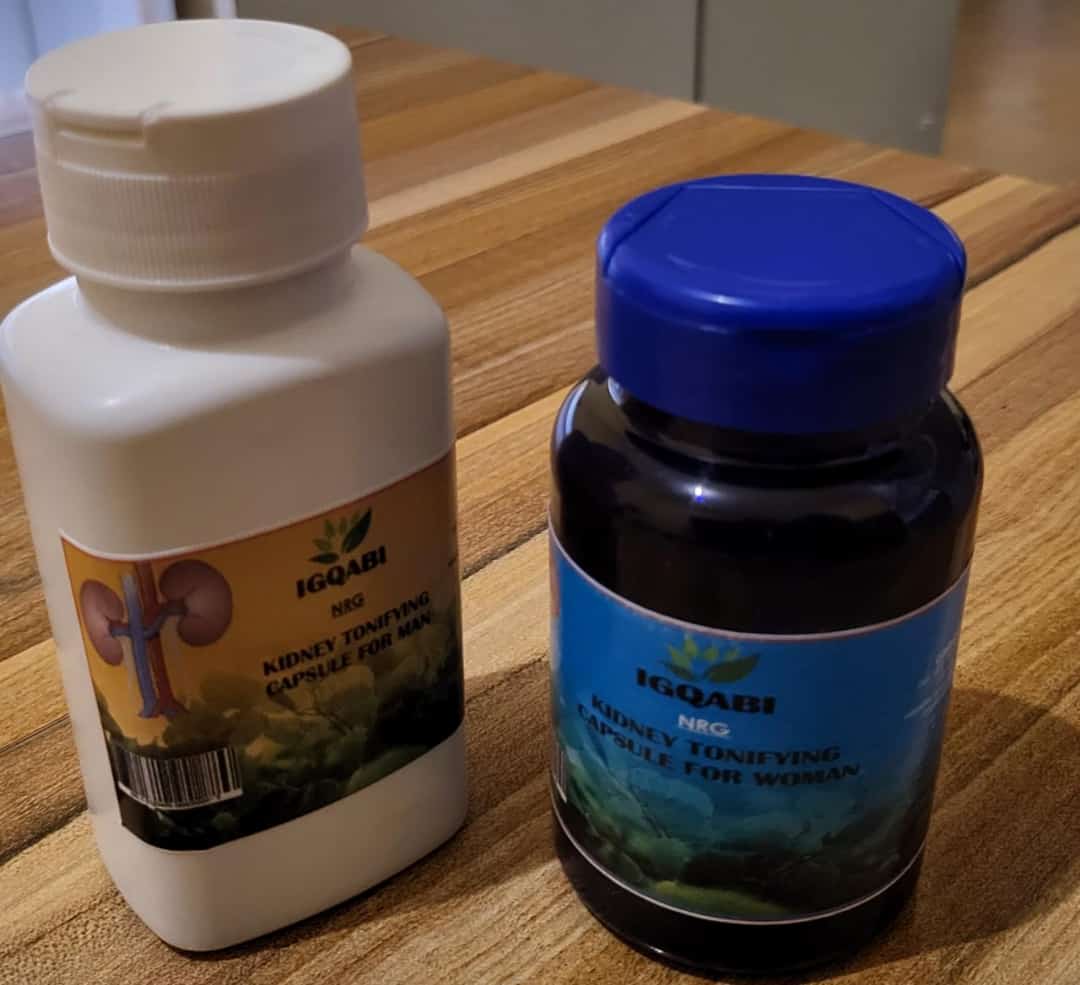 IGQABI
NRG
KIDNEY TONIFYING
CAPSULE FOR MAN
IGQABI
NRG
KIDNEY TONIFYING
CAPSULE FOR WOMAN